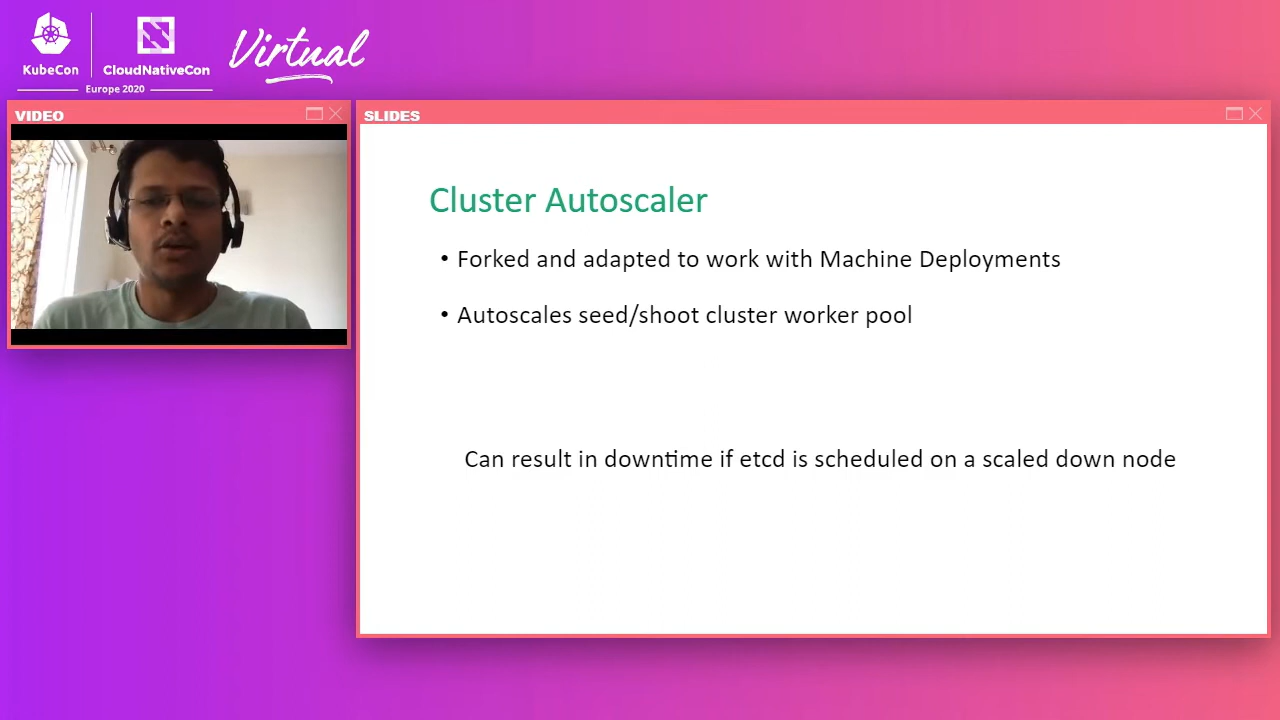 KubeCon
CloudNativeCon
Europe 2020
Virtual
VIDEO
SLIDES
Cluster Autoscaler
• Forked and adapted to work with Machine Deployments
• Autoscales seed/shoot cluster worker pool
Can result in downtime if etcd is scheduled on a scaled down node